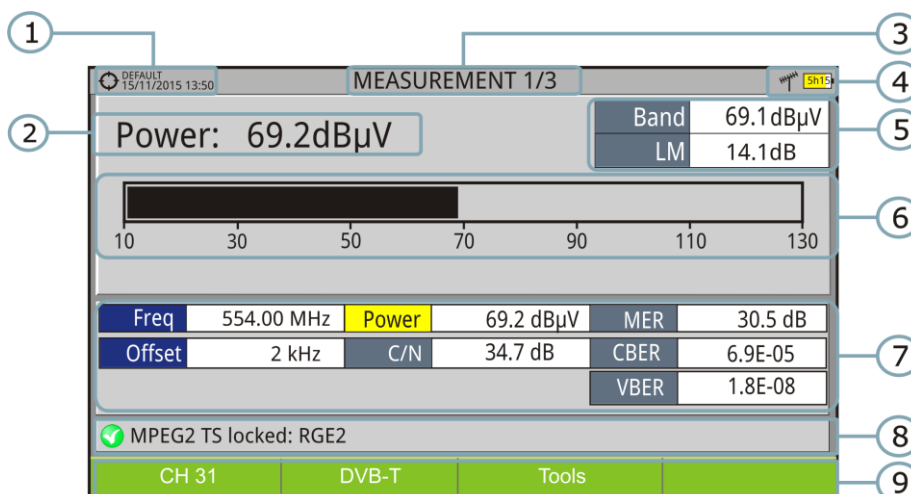 1
3
DEFAULT
15/11/2015 13:50
MEASUREMENT 1/3
5h15
4
2
Power: 69.2dBµV
Band 69.1dBµV
LM 14.1dB
5
6
10 30 50 70 90 110 130
Freq 554.00 MHz Power 69.2 dBµV MER 30.5 dB
Offset 2 kHz C/N 34.7 dB CBER 6.9E-05
VBER 1.8E-08
7
MPEG2 TS locked: RGE2
8
CH 31 DVB-T Tools
9